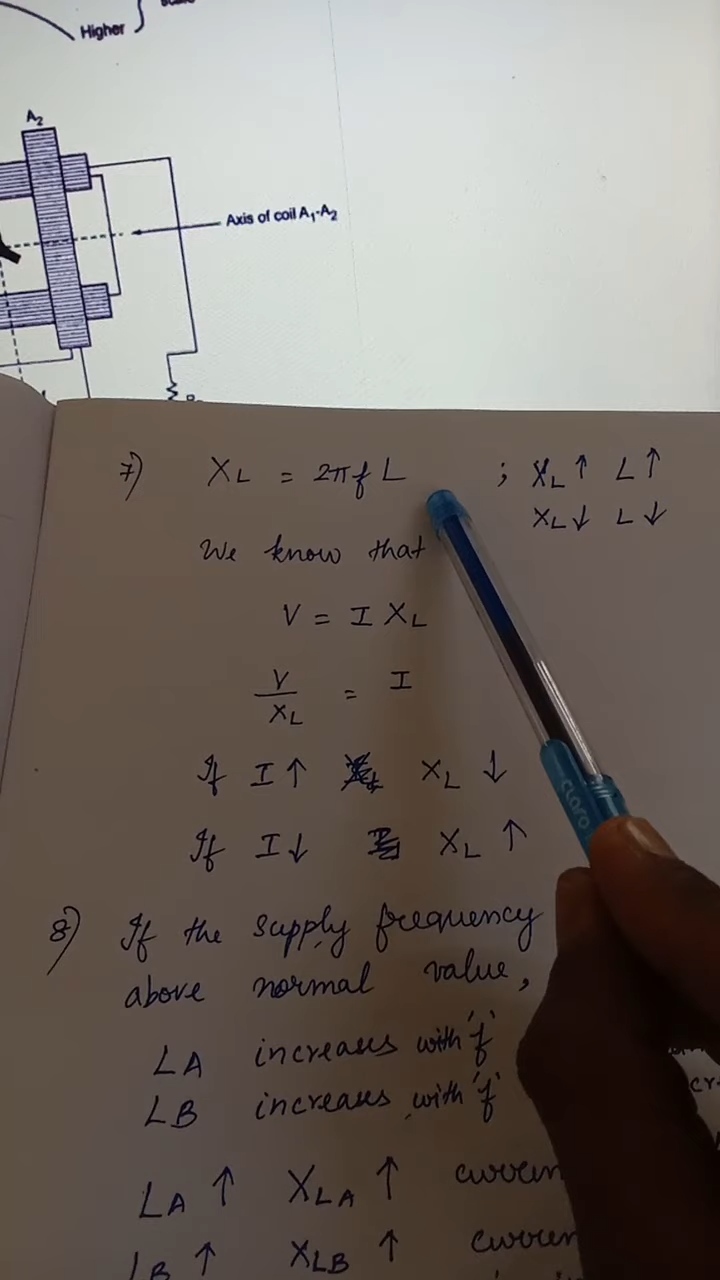 Higher
A₂
Axis of coil A₁-A₂
7) XL = 2πf L ; XL ↑ L ↑
XL ↓ L ↓
We know that
V = I XL
V / XL = I
If I ↑ XL ↓
If I ↓ XL ↑
8) If the supply frequency
above normal value,
LA increases with 'f'
LB increases with 'f'
LA ↑ XLA ↑
LB ↑ XLB ↑
claro